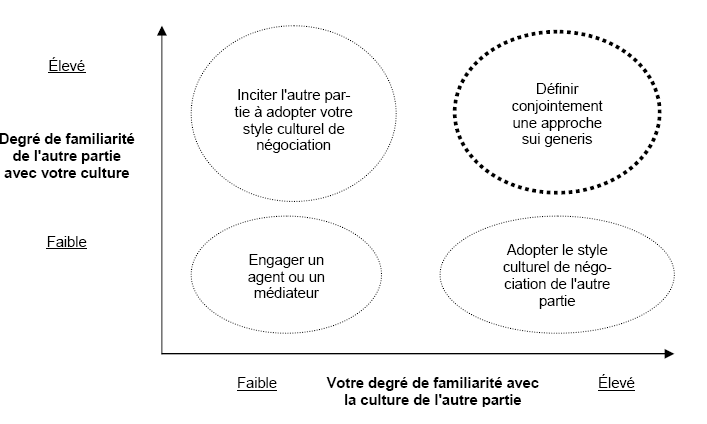 Élevé
Degré de familiarité
de l'autre partie
avec votre culture
Faible
Inciter l'autre par-
tie à adopter votre
style culturel de
négociation
Définir
conjointement
une approche
sui generis
Engager un
agent ou un
médiateur
Adopter le style
culturel de négo-
ciation de l'autre
partie
Faible
Votre degré de familiarité avec
la culture de l'autre partie
Élevé